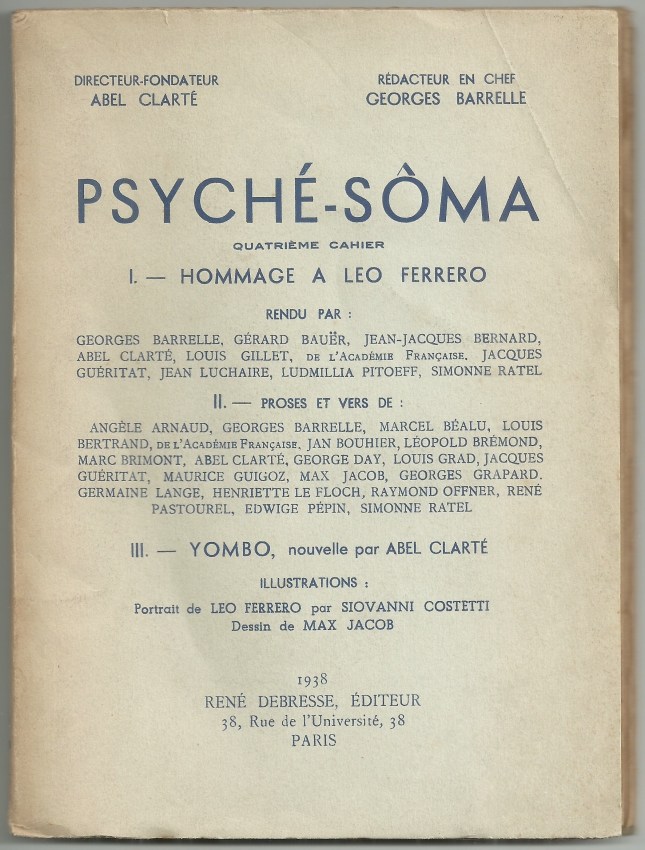 DIRECTEUR-FONDATEUR
ABEL CLARTÉ
RÉDACTEUR EN CHEF
GEORGES BARRELLE
PSYCHÉ-SÔMA
QUATRIÈME CAHIER
I. — HOMMAGE A LEO FERRERO
RENDU PAR :
GEORGES BARRELLE, GÉRARD BAUËR, JEAN-JACQUES BERNARD,
ABEL CLARTÉ, LOUIS GILLET, DE L'ACADÉMIE FRANÇAISE. JACQUES
GUÉRITAT, JEAN LUCHAIRE, LUDMILLIA PITOEFF, SIMONNE RATEL
II. — PROSES ET VERS DE :
ANGÈLE ARNAUD, GEORGES BARRELLE, MARCEL BÉALU, LOUIS
BERTRAND, DE L'ACADÉMIE FRANÇAISE. JAN BOUHIER, LÉOPOLD BRÉMOND,
MARC BRIMONT, ABEL CLARTÉ, GEORGE DAY, LOUIS GRAD, JACQUES
GUÉRITAT, MAURICE GUIGOZ, MAX JACOB, GEORGES GRAPARD.
GERMAINE LANGE, HENRIETTE LE FLOCH, RAYMOND OFFNER, RENÉ
PASTOUREL, EDWIGE PÉPIN, SIMONNE RATEL
III. — YOMBO, nouvelle par ABEL CLARTÉ
ILLUSTRATIONS :
Portrait de LEO FERRERO par SIOVANNI COSTETTI
Dessin de MAX JACOB
1938
RENÉ DEBRESSE, ÉDITEUR
38, Rue de l'Université, 38
PARIS